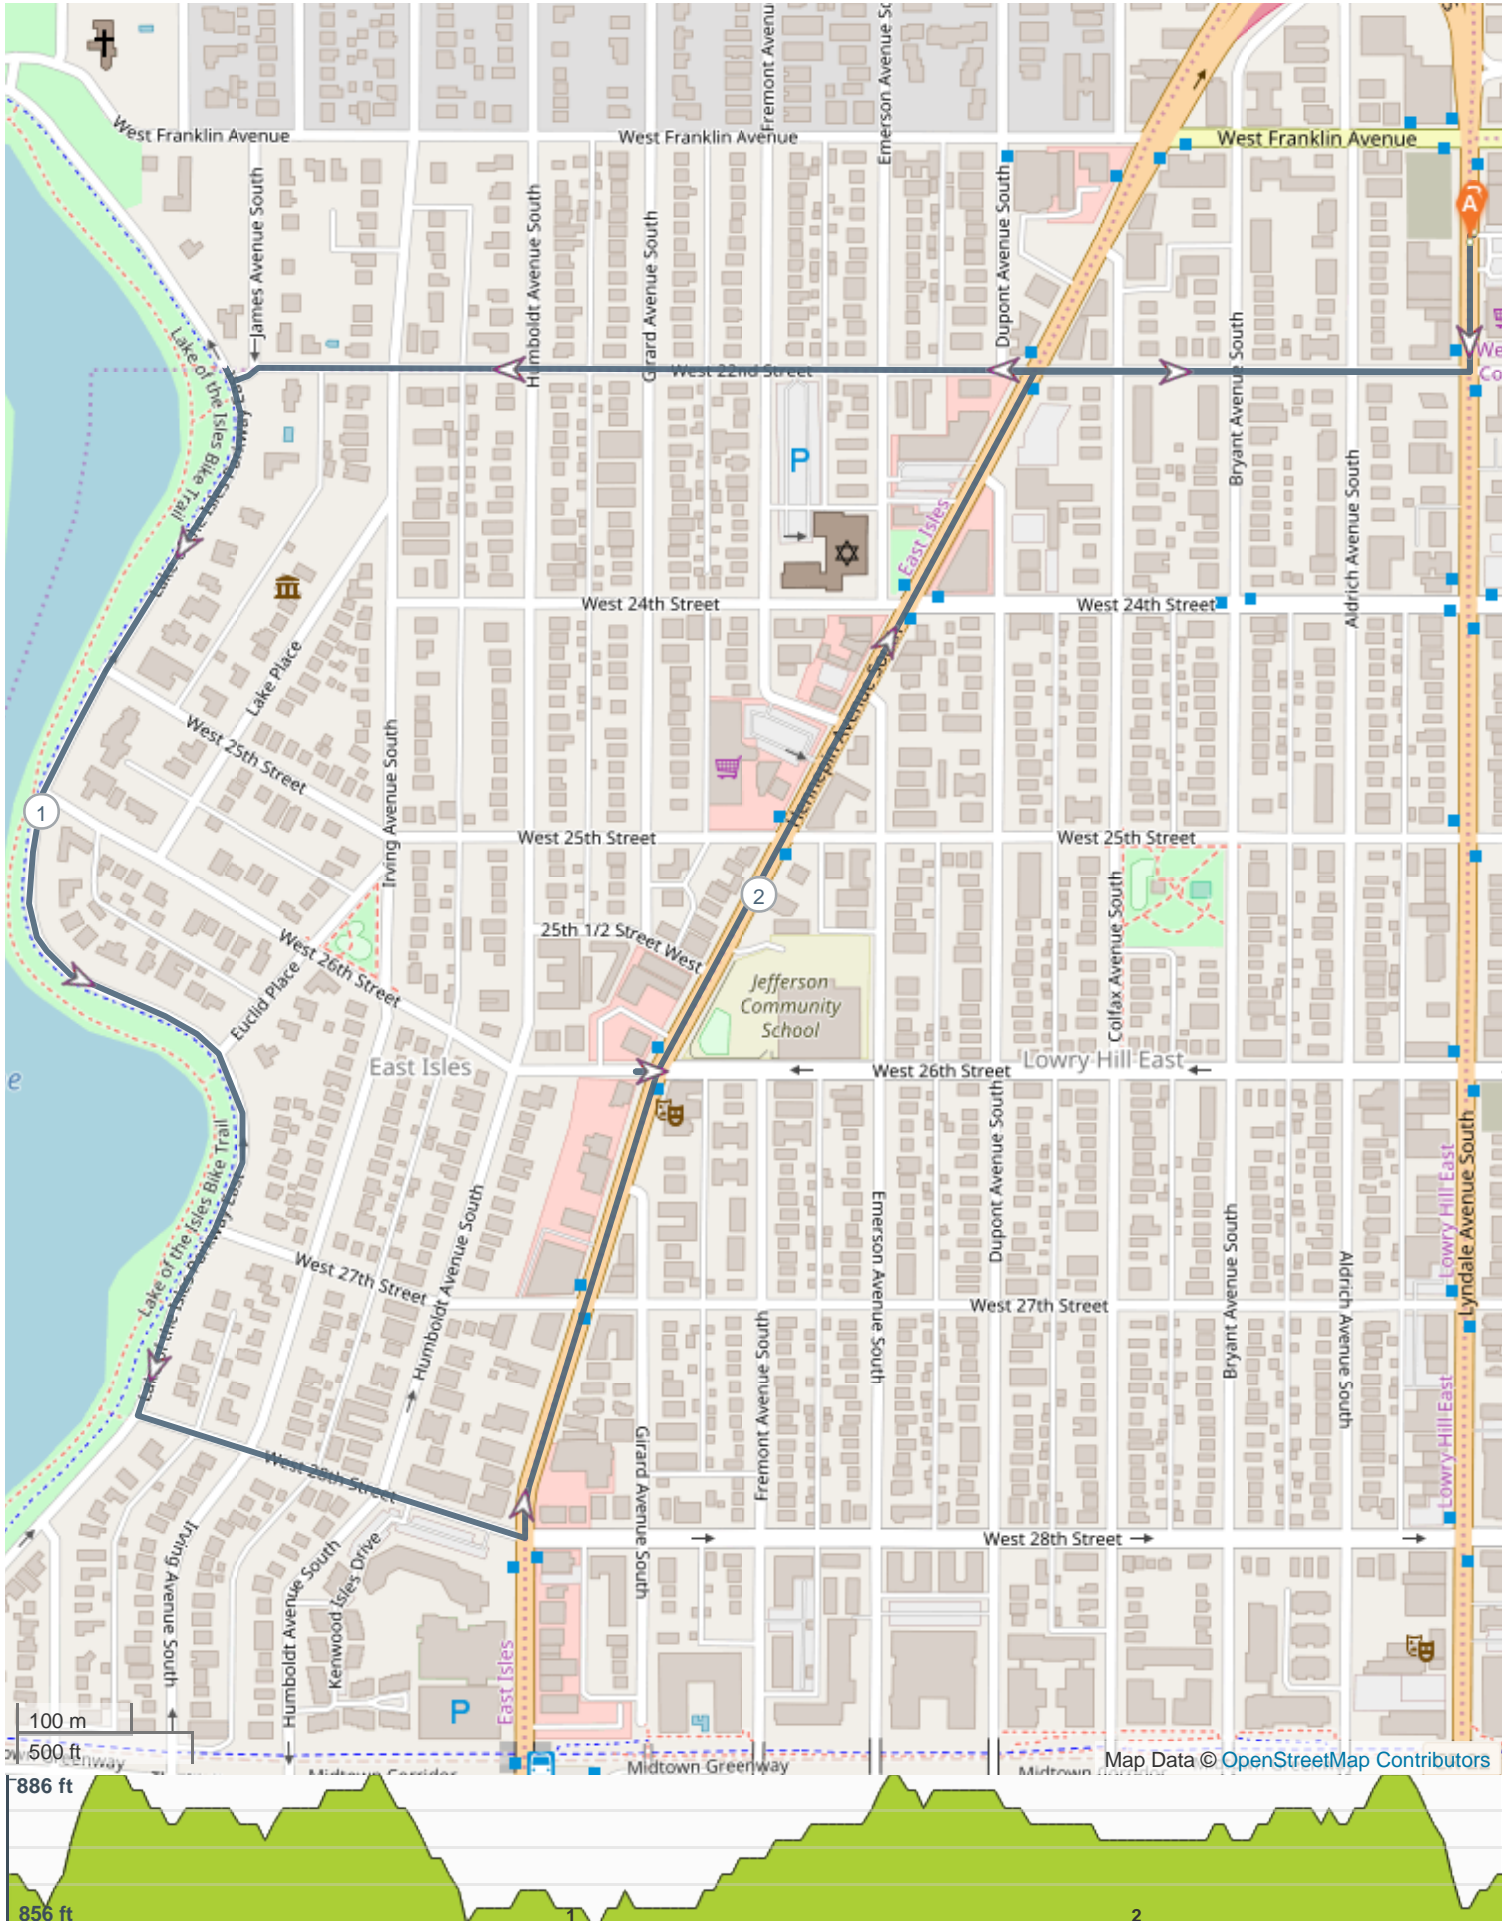 Fremont Avenu
Emerson Avenue Sc
West Franklin Avenue
West Franklin Avenue
West Franklin Avenue
James Avenue South
Humboldt Avenue South
Girard Avenue South
Dupont Avenue South
A
Lake of the Isles Bike Trail
West 22nd Street
Bryant Avenue South
We
Co
P
East Isles
Aldrich Avenue South
West 24th Street
West 24th Street
Lake Place
West 25th Street
Irving Avenue South
Hennepin Avenue
1
West 25th Street
West 25th Street
2
25th 1/2 Street West
Colfax Avenue South
West 26th Street
Euclid Place
Jefferson
Community
School
East Isles
West 26th Street
Lowry Hill East
e
Lake of the Isles Bike Trail
Dupont Avenue South
Lyndale Avenue South
Lowry Hill East
Emerson Avenue South
Humboldt Avenue South
West 27th Street
Bryant Avenue South
Aldrich Avenue South
West 27th Street
Fremont Avenue South
Lowry Hill East
West 28th Street
Girard Avenue South
West 28th Street
Irving Avenue South
Humboldt Avenue South
Kenwood Isles Drive
East Isles
P
100 m
500 ft
Midtown Corridor
Midtown Greenway
Map Data © OpenStreetMap Contributors
886 ft
856 ft
1
2